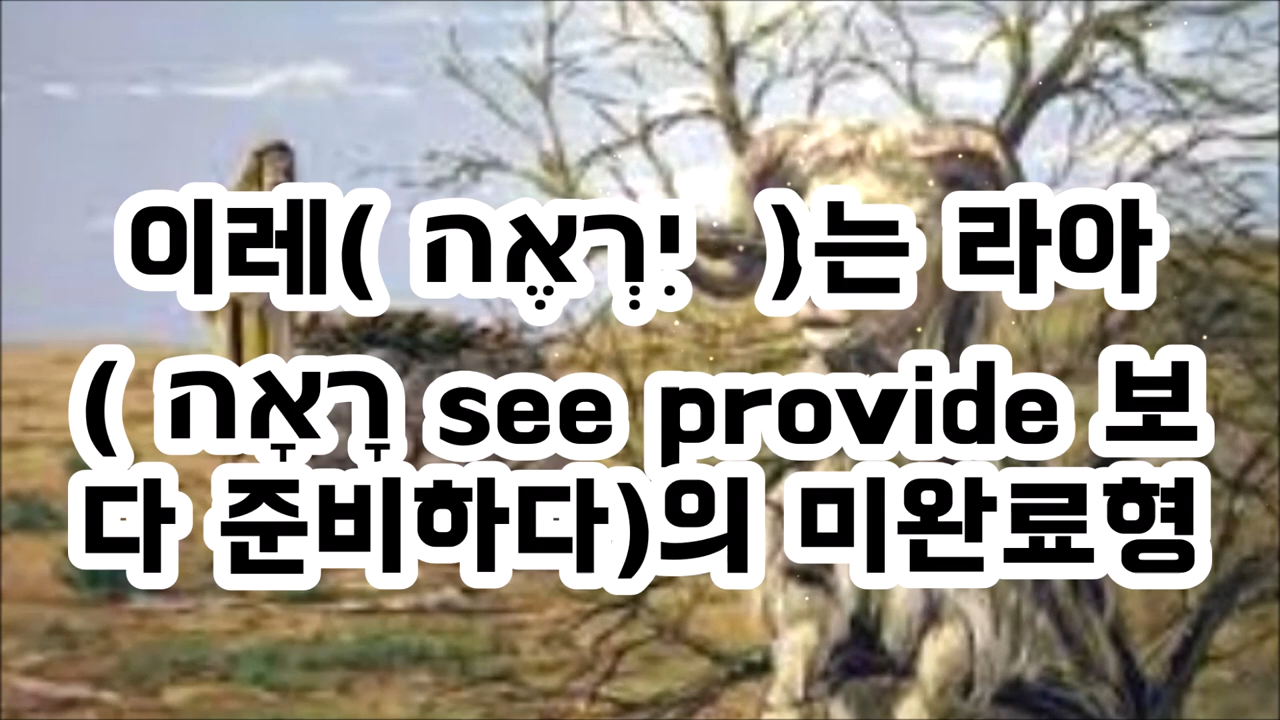 이레( יִרְאֶה )는 라아
( רָאָה see provide 보
다 준비하다)의 미완료형